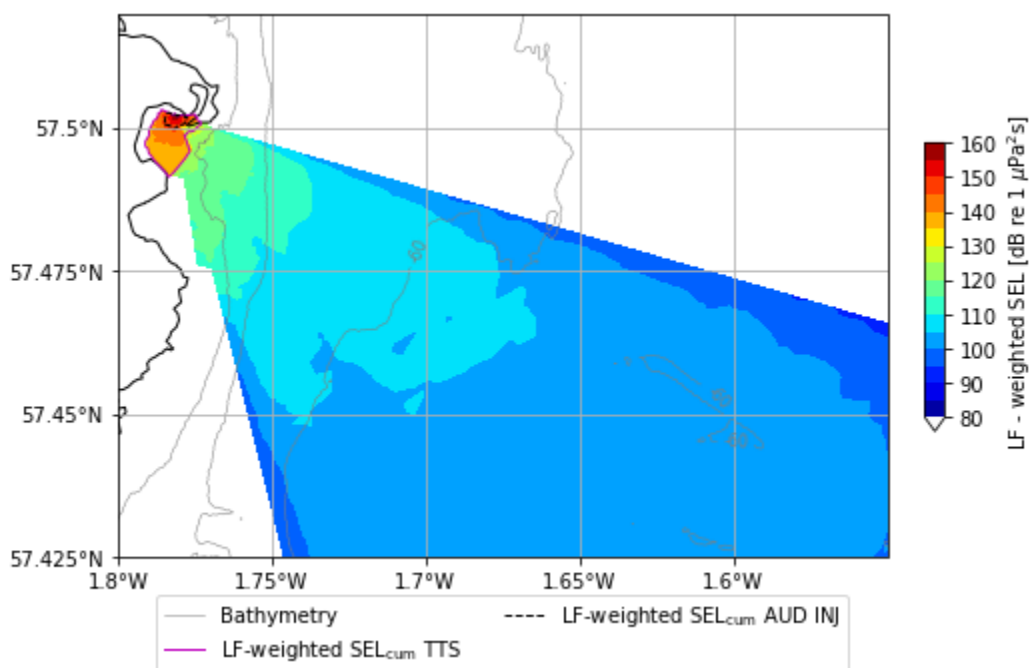 57.5°N
57.475°N
57.45°N
57.425°N
1.8°W 1.75°W 1.7°W 1.65°W 1.6°W
60
60
160
150
140
130
120
110
100
90
80
LF - weighted SEL [dB re 1 μPa²s]
Bathymetry
LF-weighted SELcum AUD INJ
LF-weighted SELcum TTS